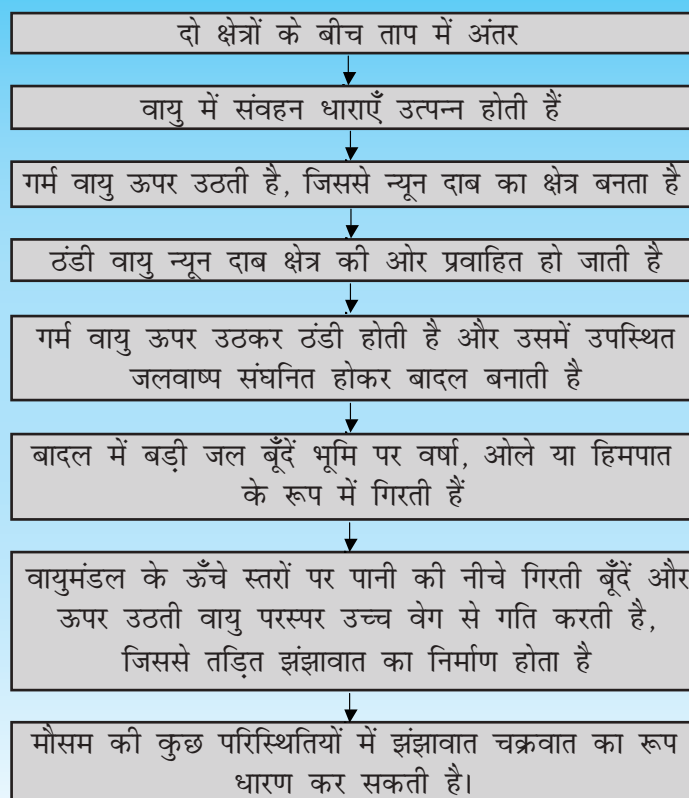 दो क्षेत्रों के बीच ताप में अंतर
वायु में संवहन धाराएँ उत्पन्न होती हैं
गर्म वायु ऊपर उठती है, जिससे न्यून दाब का क्षेत्र बनता है
ठंडी वायु न्यून दाब क्षेत्र की ओर प्रवाहित हो जाती है
गर्म वायु ऊपर उठकर ठंडी होती है और उसमें उपस्थित
जलवाष्प संघनित होकर बादल बनाती है
बादल में बड़ी जल बूँदें भूमि पर वर्षा, ओले या हिमपात
के रूप में गिरती हैं
वायुमंडल के ऊँचे स्तरों पर पानी की नीचे गिरती बूँदें और
ऊपर उठती वायु परस्पर उच्च वेग से गति करती है,
जिससे तड़ित झंझावात का निर्माण होता है
मौसम की कुछ परिस्थितियों में झंझावात चक्रवात का रूप
धारण कर सकती है।